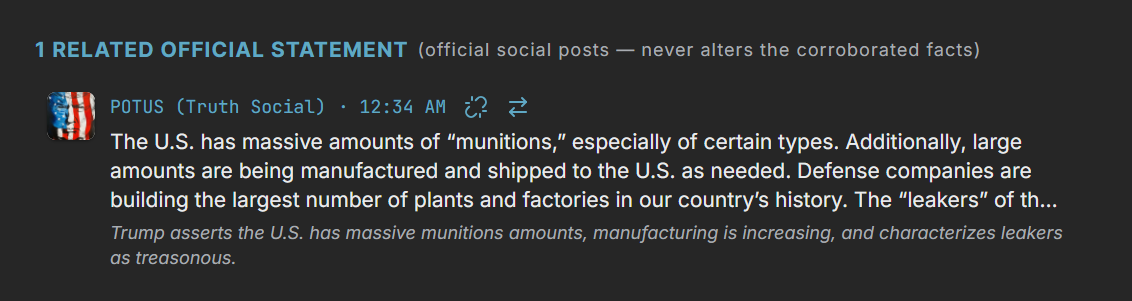 1 RELATED OFFICIAL STATEMENT (official social posts — never alters the corroborated facts)
POTUS (Truth Social) · 12:34 AM
The U.S. has massive amounts of “munitions,” especially of certain types. Additionally, large
amounts are being manufactured and shipped to the U.S. as needed. Defense companies are
building the largest number of plants and factories in our country’s history. The “leakers” of th...
Trump asserts the U.S. has massive munitions amounts, manufacturing is increasing, and characterizes leakers
as treasonous.